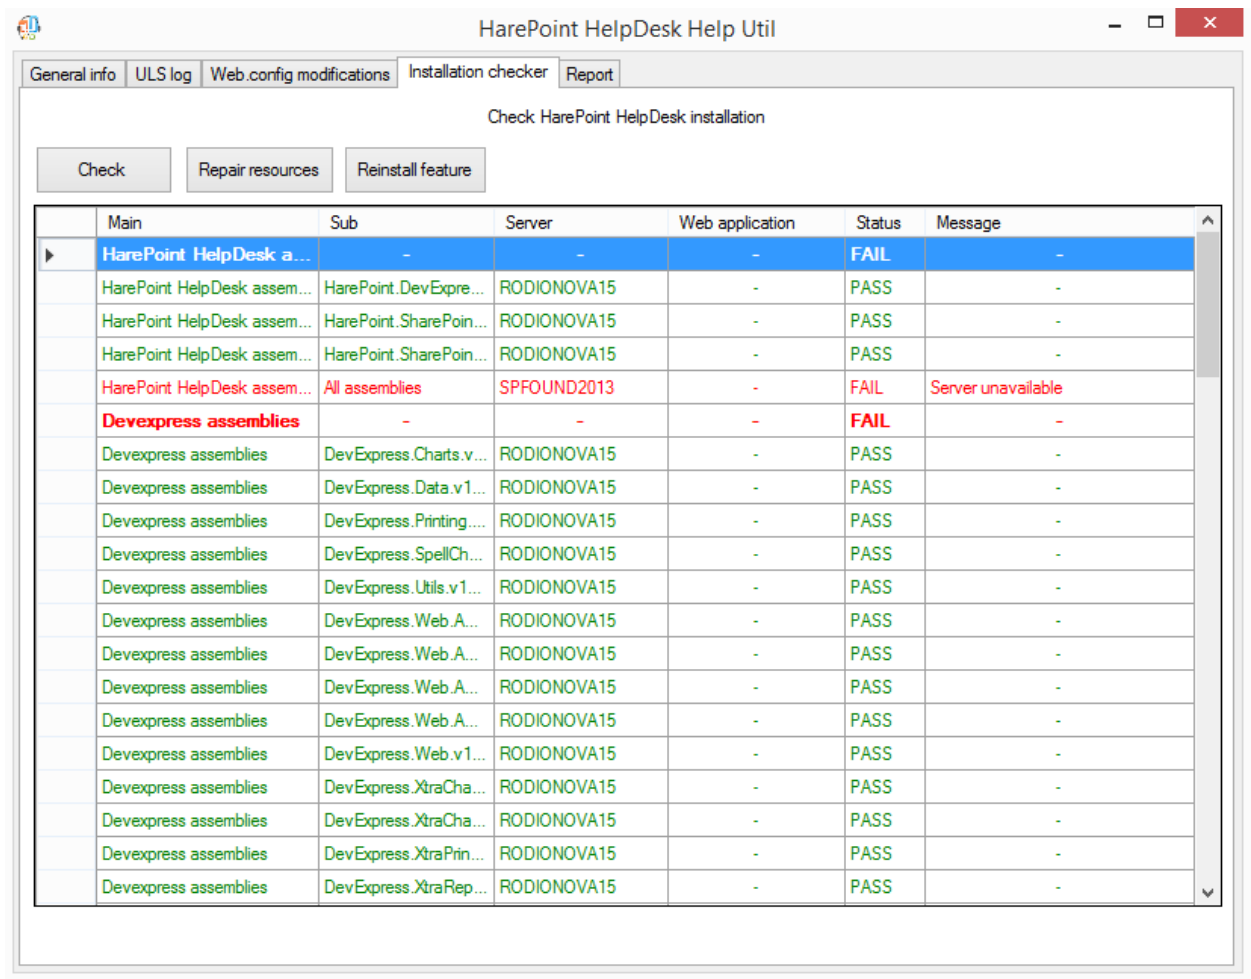 HarePoint HelpDesk Help Util
General info ULS log Web.config modifications Installation checker Report
Check HarePoint HelpDesk installation
Check Repair resources Reinstall feature
Main Sub Server Web application Status Message
HarePoint HelpDesk a... - - - FAIL -
HarePoint HelpDesk assem... HarePoint.DevExpre... RODIONOVA15 - PASS -
HarePoint HelpDesk assem... HarePoint.SharePoin... RODIONOVA15 - PASS -
HarePoint HelpDesk assem... HarePoint.SharePoin... RODIONOVA15 - PASS -
HarePoint HelpDesk assem... All assemblies SPFOUND2013 - FAIL Server unavailable
Devexpress assemblies - - - FAIL -
Devexpress assemblies DevExpress.Charts.v... RODIONOVA15 - PASS -
Devexpress assemblies DevExpress.Data.v1... RODIONOVA15 - PASS -
Devexpress assemblies DevExpress.Printing.... RODIONOVA15 - PASS -
Devexpress assemblies DevExpress.SpellCh... RODIONOVA15 - PASS -
Devexpress assemblies DevExpress.Utils.v1... RODIONOVA15 - PASS -
Devexpress assemblies DevExpress.Web.A... RODIONOVA15 - PASS -
Devexpress assemblies DevExpress.Web.A... RODIONOVA15 - PASS -
Devexpress assemblies DevExpress.Web.A... RODIONOVA15 - PASS -
Devexpress assemblies DevExpress.Web.A... RODIONOVA15 - PASS -
Devexpress assemblies DevExpress.Web.v1... RODIONOVA15 - PASS -
Devexpress assemblies DevExpress.XtraCha... RODIONOVA15 - PASS -
Devexpress assemblies DevExpress.XtraCha... RODIONOVA15 - PASS -
Devexpress assemblies DevExpress.XtraPrin... RODIONOVA15 - PASS -
Devexpress assemblies DevExpress.XtraRep... RODIONOVA15 - PASS -